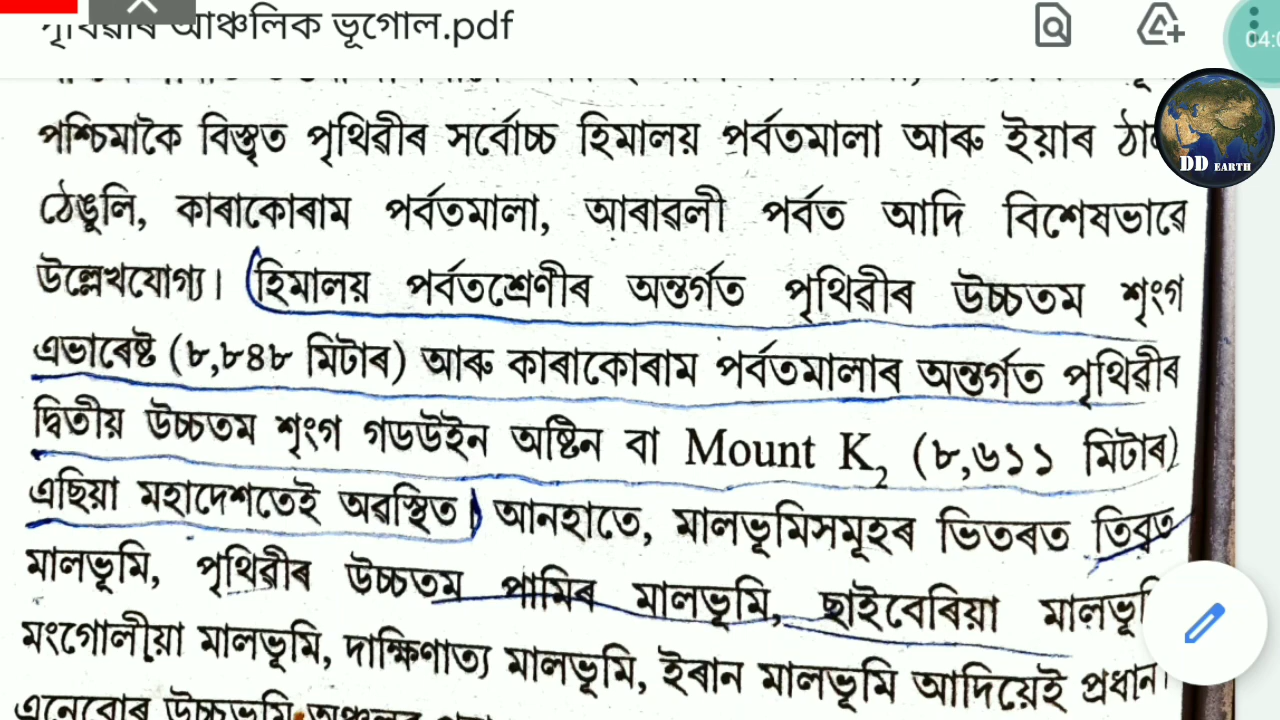 আঞ্চলিক ভূগোল.pdf
04:0
পশ্চিমাকৈ বিস্তৃত পৃথিৱীৰ সৰ্বোচ্চ হিমালয় পৰ্বতমালা আৰু ইয়াৰ
DD EARTH
ঠেঙুলি, কাৰাকোৰাম পৰ্বতমালা, আৰাৱলী পৰ্বত আদি বিশেষভাৱে
উল্লেখযোগ্য। হিমালয় পৰ্বতশ্ৰেণীৰ অন্তৰ্গত পৃথিৱীৰ উচ্চতম শৃংগ
এভাৰেষ্ট (৮,৮৪৮ মিটাৰ) আৰু কাৰাকোৰাম পৰ্বতমালাৰ অন্তৰ্গত পৃথিৱীৰ
দ্বিতীয় উচ্চতম শৃংগ গডউইন অষ্টিন বা Mount K₂ (৮,৬১১ মিটাৰ)
এছিয়া মহাদেশতেই অৱস্থিত। আনহাতে, মালভূমিসমূহৰ ভিতৰত তিব্বত
মালভূমি, পৃথিৱীৰ উচ্চতম পামিৰ মালভূমি, ছাইবেৰিয়া
মংগোলীয়া মালভূমি, দাক্ষিণাত্য মালভূমি, ইৰান মালভূমি আদিয়েই প্ৰধান।